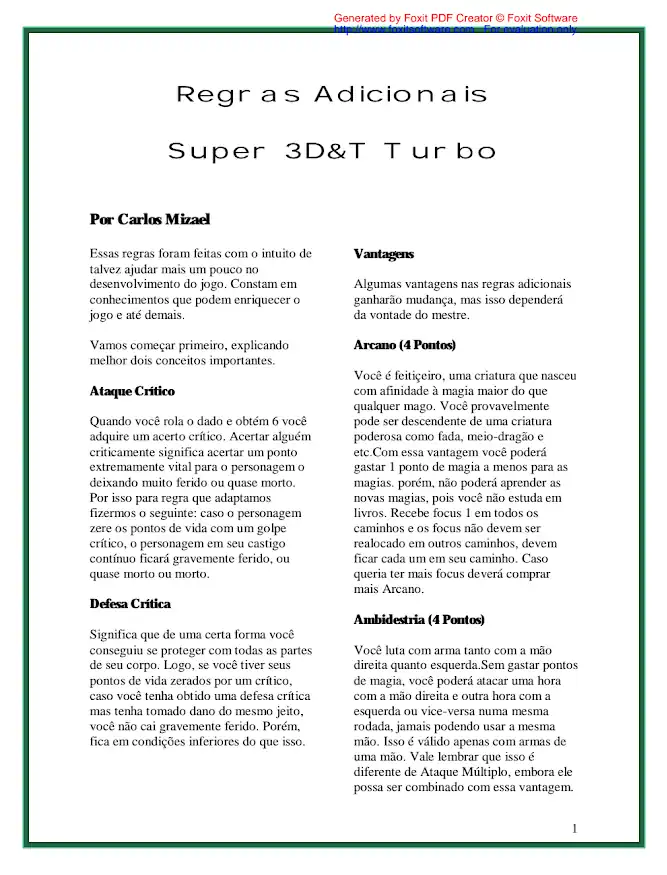 Generated by Foxit PDF Creator © Foxit Software
http://www.foxitsoftware.com For evaluation only.
Regras Adicionais
Super 3D&T Turbo
Por Carlos Mizael
Essas regras foram feitas com o intuito de
talvez ajudar mais um pouco no
desenvolvimento do jogo. Constam em
conhecimentos que podem enriquecer o
jogo e até demais.
Vamos começar primeiro, explicando
melhor dois conceitos importantes.
Ataque Crítico
Quando você rola o dado e obtém 6 você
adquire um acerto crítico. Acertar alguém
criticamente significa acertar um ponto
extremamente vital para o personagem o
deixando muito ferido ou quase morto.
Por isso para regra que adaptamos
fizermos o seguinte: caso o personagem
zere os pontos de vida com um golpe
crítico, o personagem em seu castigo
contínuo ficará gravemente ferido, ou
quase morto ou morto.
Defesa Crítica
Significa que de uma certa forma você
conseguiu se proteger com todas as partes
de seu corpo. Logo, se você tiver seus
pontos de vida zerados por um crítico,
caso você tenha obtido uma defesa crítica
mas tenha tomado dano do mesmo jeito,
você não cai gravemente ferido. Porém,
fica em condições inferiores do que isso.
Vantagens
Algumas vantagens nas regras adicionais
ganharão mudança, mas isso dependerá
da vontade do mestre.
Arcano (4 Pontos)
Você é feitiçeiro, uma criatura que nasceu
com afinidade à magia maior do que
qualquer mago. Você provavelmente
pode ser descendente de uma criatura
poderosa como fada, meio-dragão e
etc.Com essa vantagem você poderá
gastar 1 ponto de magia a menos para as
magias. porém, não poderá aprender as
novas magias, pois você não estuda em
livros. Recebe focus 1 em todos os
caminhos e os focus não devem ser
realocado em outros caminhos, devem
ficar cada um em seu caminho. Caso
queria ter mais focus deverá comprar
mais Arcano.
Ambidestria (4 Pontos)
Você luta com arma tanto com a mão
direita quanto esquerda.Sem gastar pontos
de magia, você poderá atacar uma hora
com a mão direita e outra hora com a
esquerda ou vice-versa numa mesma
rodada, jamais podendo usar a mesma
mão. Isso é válido apenas com armas de
uma mão. Vale lembrar que isso é
diferente de Ataque Múltiplo, embora ele
possa ser combinado com essa vantagem.
1